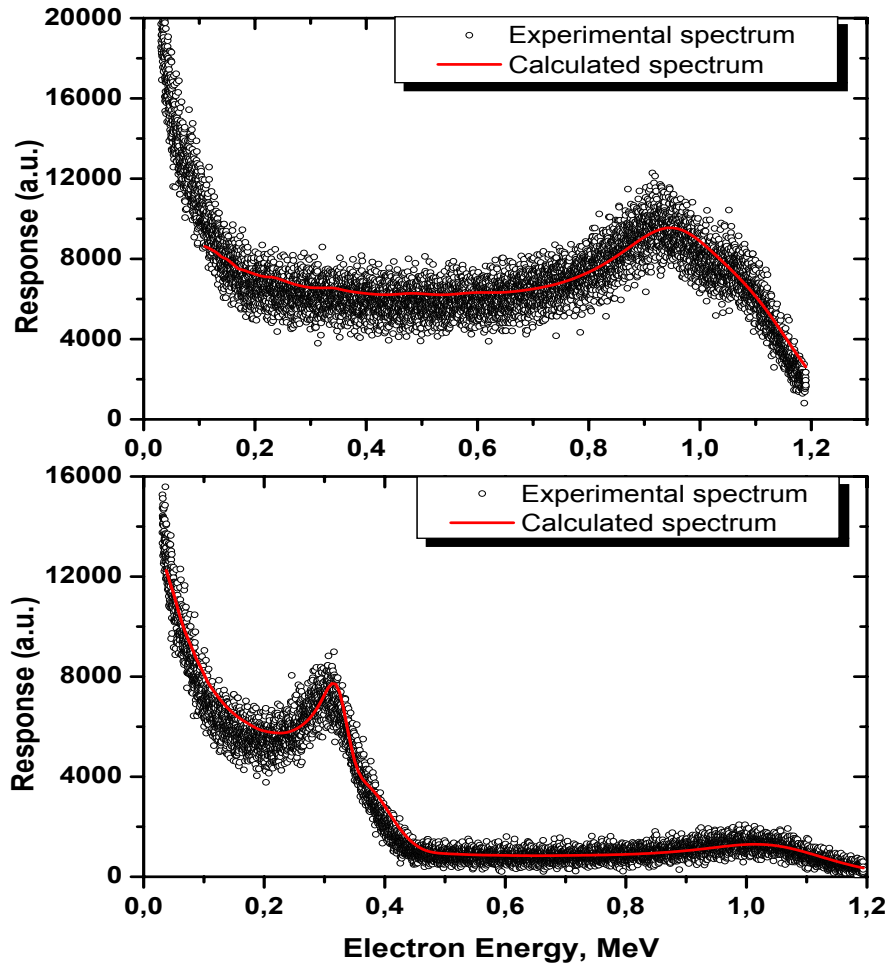 20000
Experimental spectrum
Calculated spectrum
16000
12000
8000
4000
0
Response (a.u.)
0,0 0,2 0,4 0,6 0,8 1,0 1,2
16000
Experimental spectrum
Calculated spectrum
12000
8000
4000
0
Response (a.u.)
0,0 0,2 0,4 0,6 0,8 1,0 1,2
Electron Energy, MeV